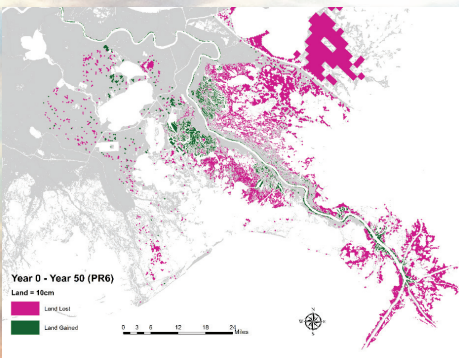 Year 0 - Year 50 (PR6)
Land = 10cm
Land Lost
Land Gained
0 3 6 12 18 24 Miles
N